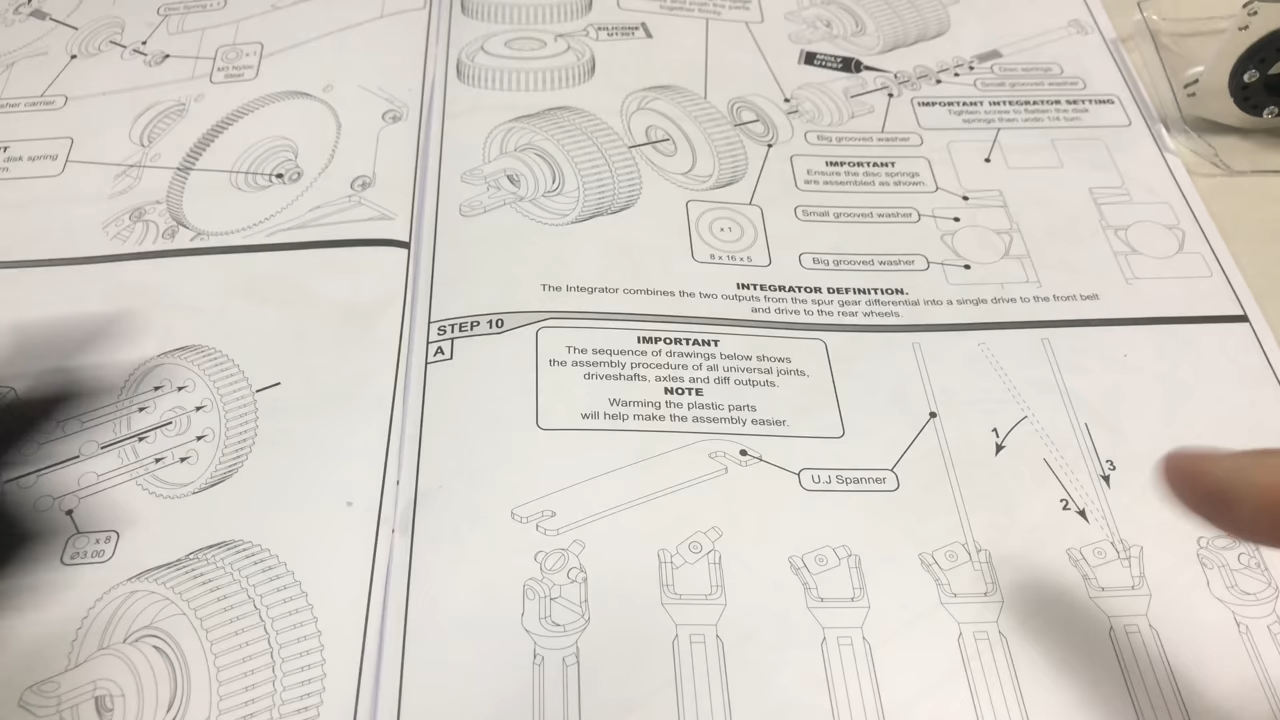 Disc Spring x 1
x 1
M3 Nyloc
Steel
sher carrier.
T
disk spring
rn.
x 8
Ø3.00
together firmly.
SILICONE
MOLY
Disc springs
Small grooved washer
IMPORTANT INTEGRATOR SETTING
Tighten screw to flatten the disk
springs then undo 1/4 turn.
Big grooved washer
IMPORTANT
Ensure the disc springs
are assembled as shown.
Small grooved washer
Big grooved washer
x 1
8 x 16 x 5
INTEGRATOR DEFINITION.
The Integrator combines the two outputs from the spur gear differential into a single drive to the front belt
and drive to the rear wheels.
STEP 10
A
IMPORTANT
The sequence of drawings below shows
the assembly procedure of all universal joints,
driveshafts, axles and diff outputs.
NOTE
Warming the plastic parts
will help make the assembly easier.
U.J Spanner
1
2
3